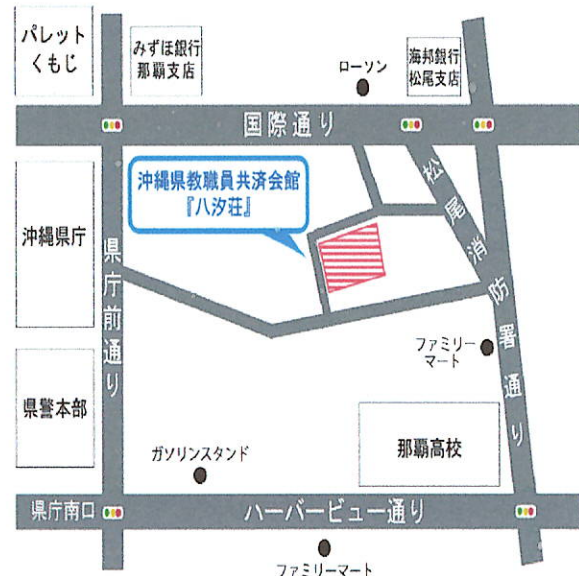 パレット
くもじ
みずほ銀行
那覇支店
ローソン
海邦銀行
松尾支店
国際通り
沖縄県教職員共済会館
『八汐荘』
松尾消防署通り
沖縄県庁
県庁前通り
ファミリー
マート
県警本部
ガソリンスタンド
那覇高校
県庁南口
ハーバービュー通り
ファミリーマート